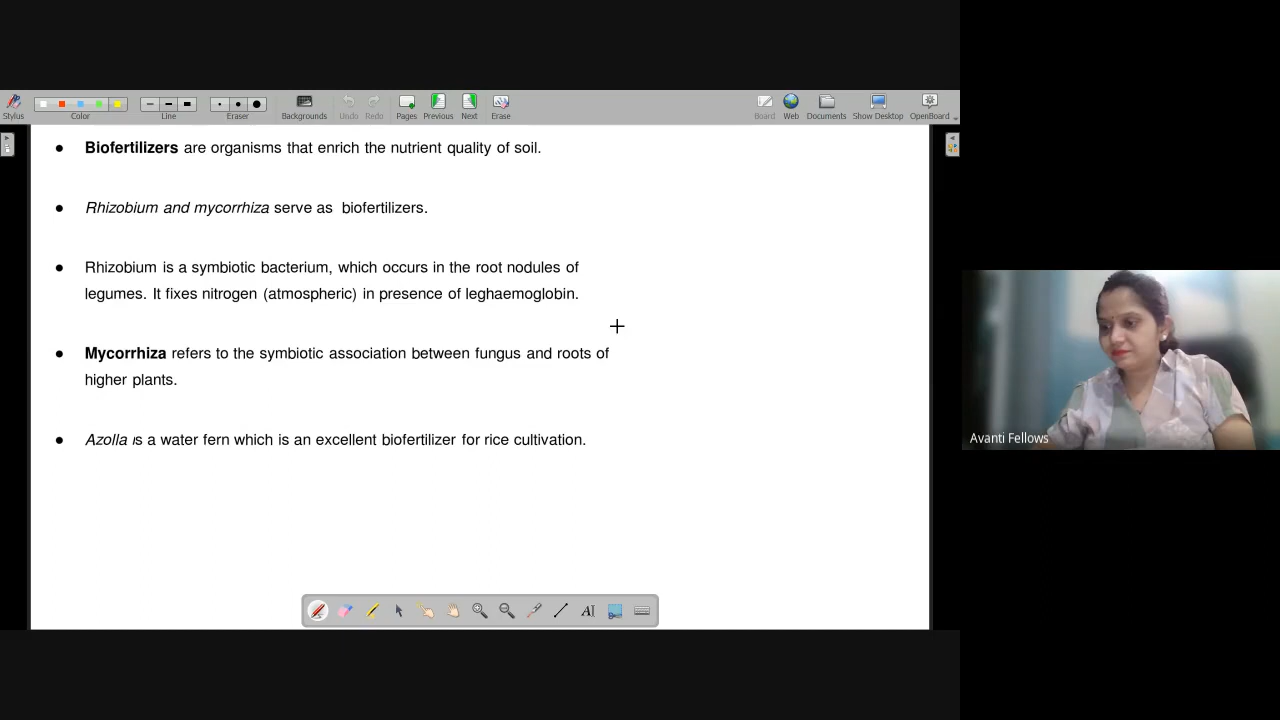 Stylus
Color
Line
Eraser
Backgrounds
Undo
Redo
Pages
Previous
Next
Erase
Board
Web
Documents
Show Desktop
OpenBoard
● Biofertilizers are organisms that enrich the nutrient quality of soil.
● Rhizobium and mycorrhiza serve as biofertilizers.
● Rhizobium is a symbiotic bacterium, which occurs in the root nodules of
legumes. It fixes nitrogen (atmospheric) in presence of leghaemoglobin.
● Mycorrhiza refers to the symbiotic association between fungus and roots of
higher plants.
● Azolla is a water fern which is an excellent biofertilizer for rice cultivation.
AI
Avanti Fellows